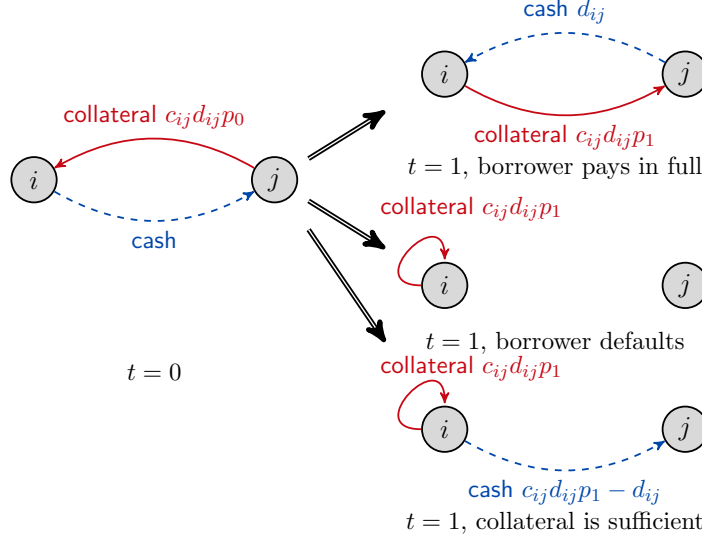 collateral $c_{ij}d_{ij}p_0$
i
j
cash
t = 0
cash $d_{ij}$
i
j
collateral $c_{ij}d_{ij}p_1$
t = 1, borrower pays in full
collateral $c_{ij}d_{ij}p_1$
i
j
t = 1, borrower defaults
collateral $c_{ij}d_{ij}p_1$
i
j
cash $c_{ij}d_{ij}p_1 - d_{ij}$
t = 1, collateral is sufficient